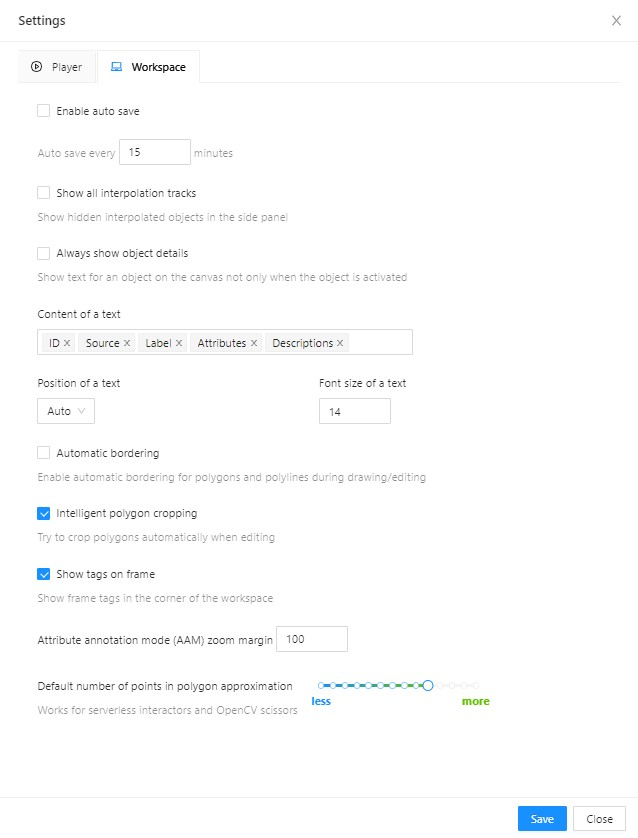 Settings
Player Workspace
Enable auto save
Auto save every 15 minutes
Show all interpolation tracks
Show hidden interpolated objects in the side panel
Always show object details
Show text for an object on the canvas not only when the object is activated
Content of a text
ID Source Label Attributes Descriptions
Position of a text Font size of a text
Auto 14
Automatic bordering
Enable automatic bordering for polygons and polylines during drawing/editing
Intelligent polygon cropping
Try to crop polygons automatically when editing
Show tags on frame
Show frame tags in the corner of the workspace
Attribute annotation mode (AAM) zoom margin 100
Default number of points in polygon approximation
less more
Works for serverless interactors and OpenCV scissors
Save Close